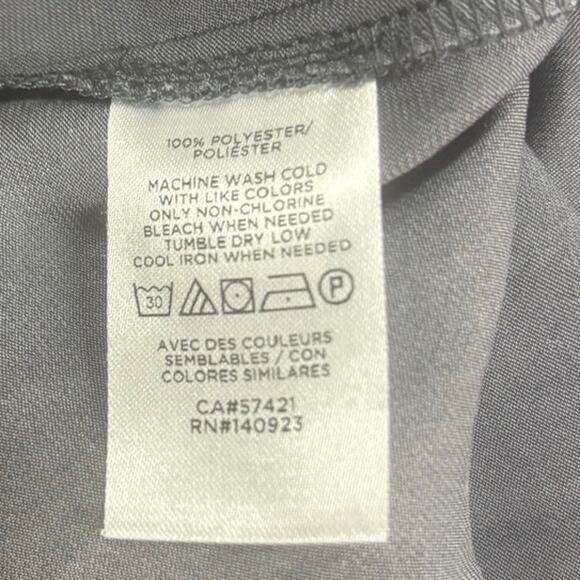 100% POLYESTER/
POLIÉSTER
MACHINE WASH COLD
WITH LIKE COLORS
ONLY NON-CHLORINE
BLEACH WHEN NEEDED
TUMBLE DRY LOW
COOL IRON WHEN NEEDED
30 P
AVEC DES COULEURS
SEMBLABLES / CON
COLORES SIMILARES
CA#57421
RN#140923